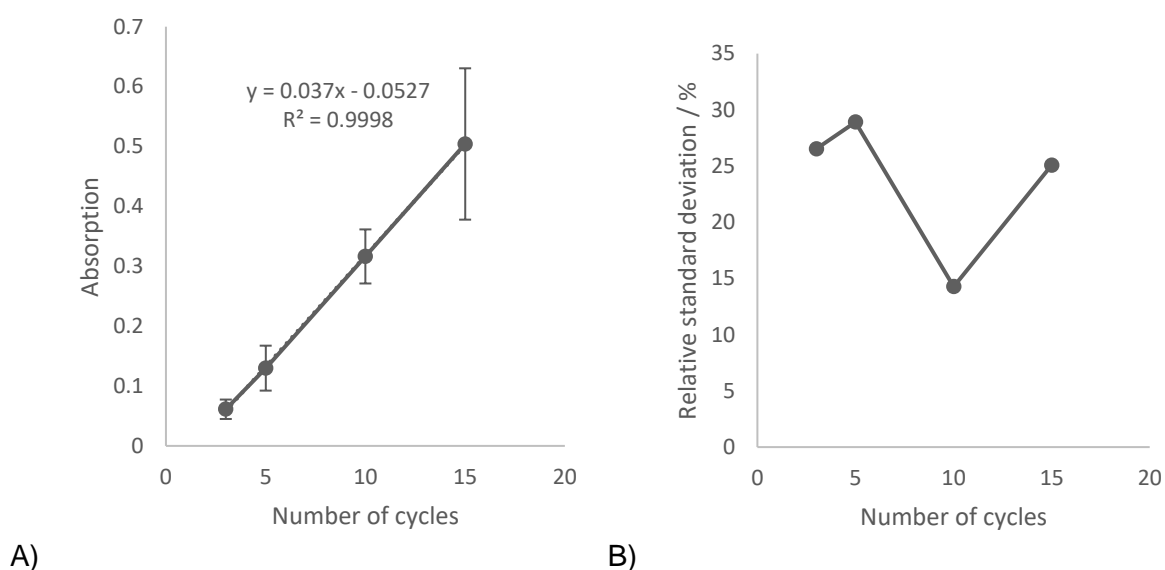 0.7
0.6
0.5
0.4
0.3
0.2
0.1
0
Absorption
y = 0.037x - 0.0527
R² = 0.9998
0 5 10 15 20
Number of cycles
A)
35
30
25
20
15
10
5
0
Relative standard deviation / %
0 5 10 15 20
Number of cycles
B)